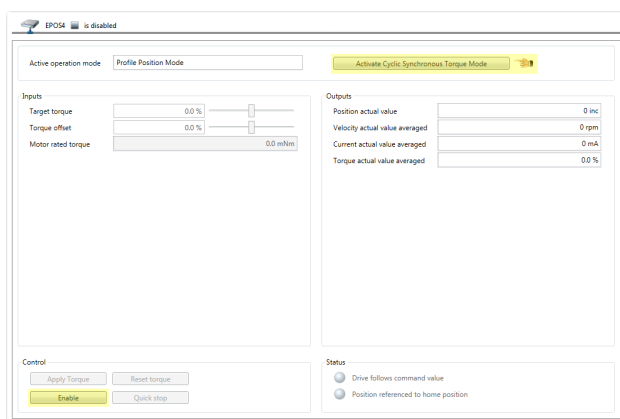 EPOS4 is disabled
Active operation mode Profile Position Mode Activate Cyclic Synchronous Torque Mode
Inputs
Target torque 0.0 %
Torque offset 0.0 %
Motor rated torque 0.0 mNm
Outputs
Position actual value 0 inc
Velocity actual value averaged 0 rpm
Current actual value averaged 0 mA
Torque actual value averaged 0.0 %
Control
Apply Torque Reset torque
Enable Quick stop
Status
Drive follows command value
Position referenced to home position